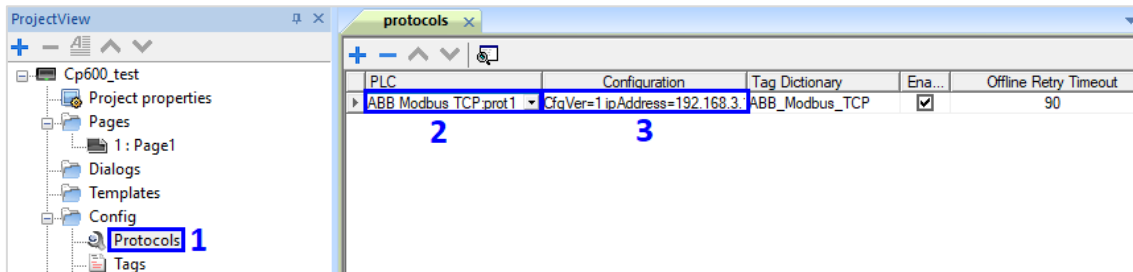 ProjectView
Cp600_test
Project properties
Pages
1 : Page1
Dialogs
Templates
Config
Protocols 1
Tags
protocols
PLC Configuration Tag Dictionary Ena... Offline Retry Timeout
ABB Modbus TCP:prot1 CfgVer=1 ipAddress=192.168.3. ABB_Modbus_TCP 90
2 3